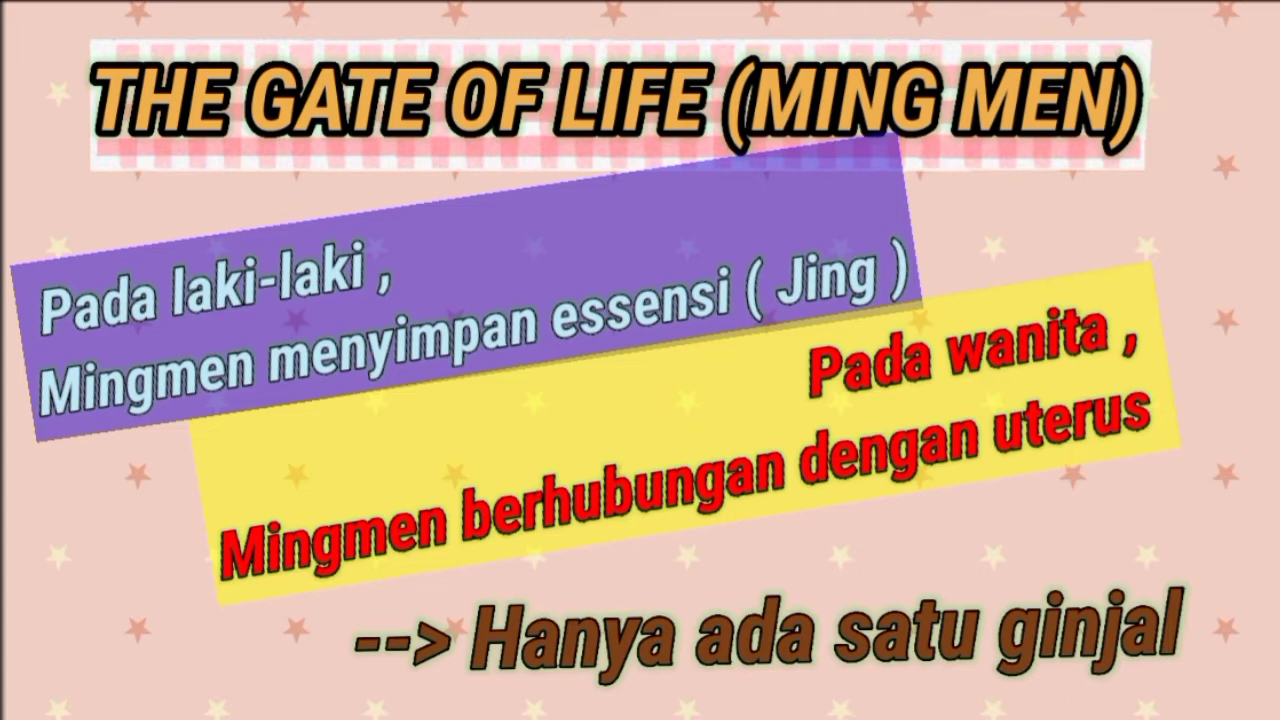 THE GATE OF LIFE (MING MEN)
Pada laki-laki ,
Mingmen menyimpan essensi ( Jing )
Pada wanita ,
Mingmen berhubungan dengan uterus
--> Hanya ada satu ginjal